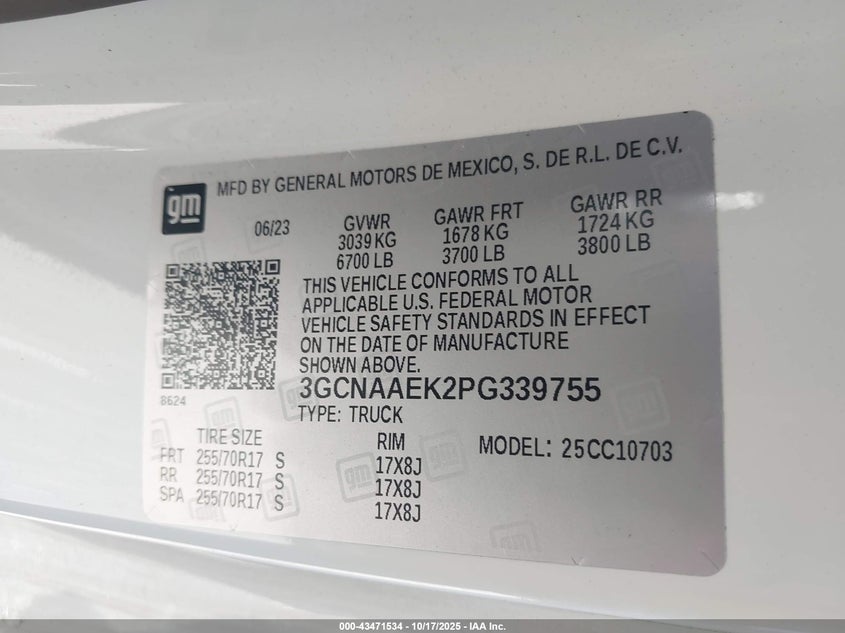 gm
MFD BY GENERAL MOTORS DE MEXICO, S. DE R.L. DE C.V.
06/23 GVWR GAWR FRT GAWR RR
3039 KG 1678 KG 1724 KG
6700 LB 3700 LB 3800 LB
THIS VEHICLE CONFORMS TO ALL
APPLICABLE U.S. FEDERAL MOTOR
VEHICLE SAFETY STANDARDS IN EFFECT
ON THE DATE OF MANUFACTURE
SHOWN ABOVE.
8624
3GCNAAEK2PG339755
TYPE: TRUCK
TIRE SIZE RIM MODEL: 25CC10703
FRT 255/70R17 S 17X8J
RR 255/70R17 S 17X8J
SPA 255/70R17 S 17X8J
000-43471534 - 10/17/2025 - IAA Inc.